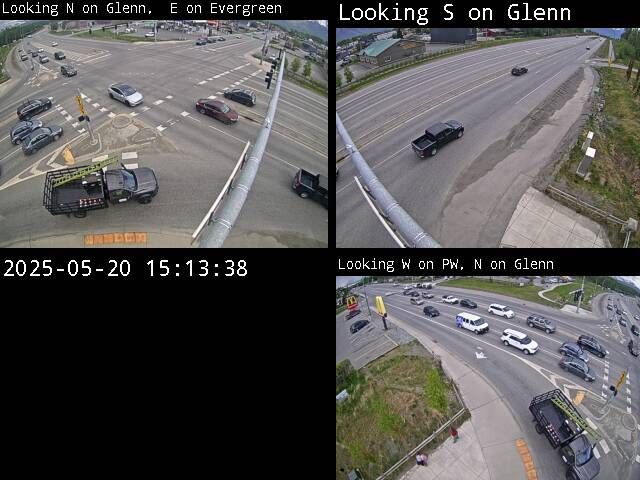 Looking N on Glenn,  E on Evergreen
Looking S on Glenn
2025-05-20 15:13:38
Looking W on PW, N on Glenn